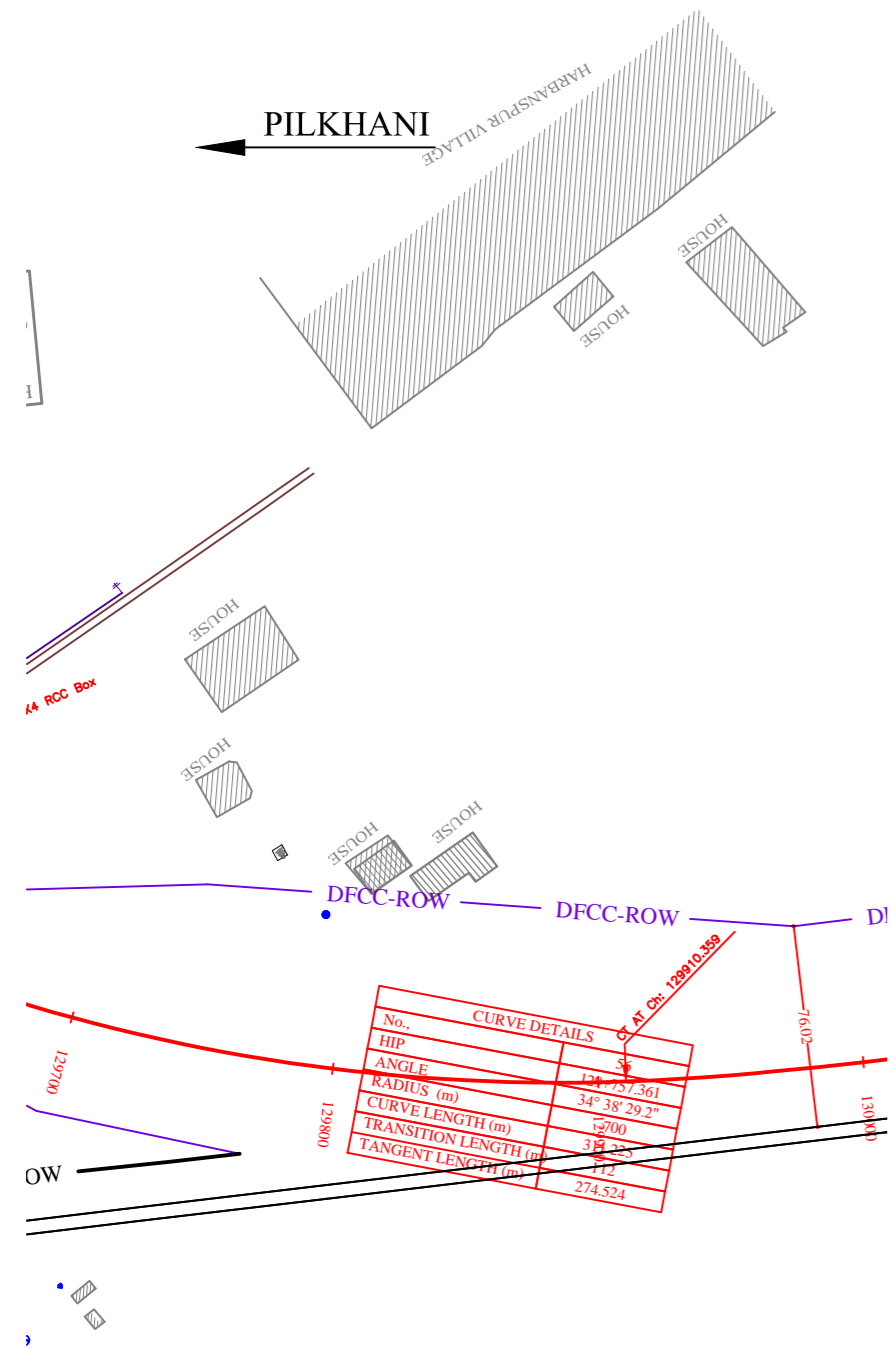 PILKHANI
HARBANSPUR VILLAGE
HOUSE
HOUSE
HOUSE
X4 RCC Box
HOUSE
HOUSE
HOUSE
DFCC-ROW
DFCC-ROW
CT AT Ch: 129910.359
76.02
CURVE DETAILS
No.,
HIP
ANGLE 34° 38' 29.2"
RADIUS (m) 700
CURVE LENGTH (m)
TRANSITION LENGTH (m) 112
TANGENT LENGTH (m) 274.524
129700
129800
130000
OW